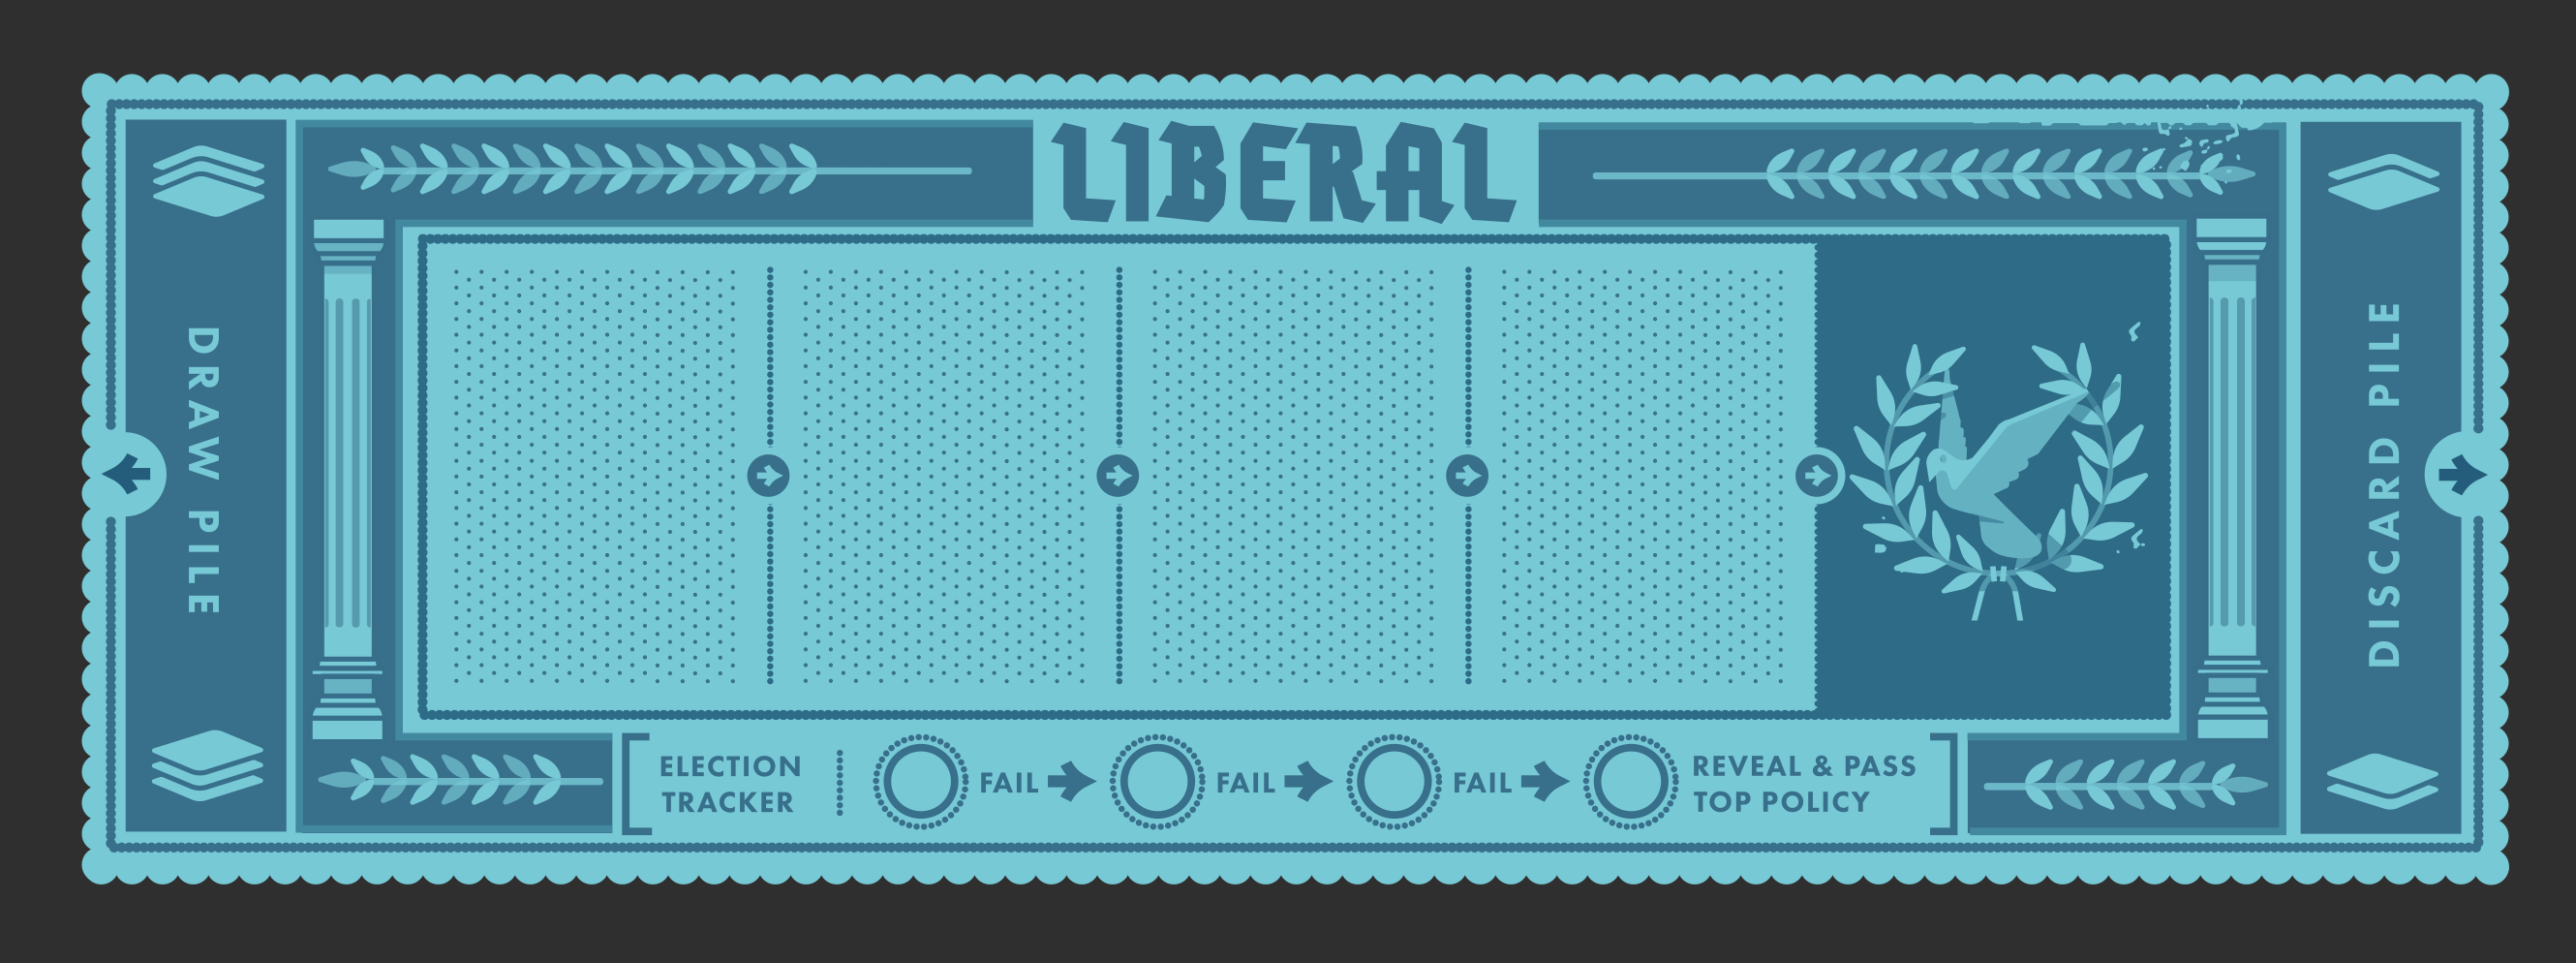 LIBERAL
DRAW PILE
DISCARD PILE
ELECTION
TRACKER
FAIL
FAIL
FAIL
REVEAL & PASS
TOP POLICY